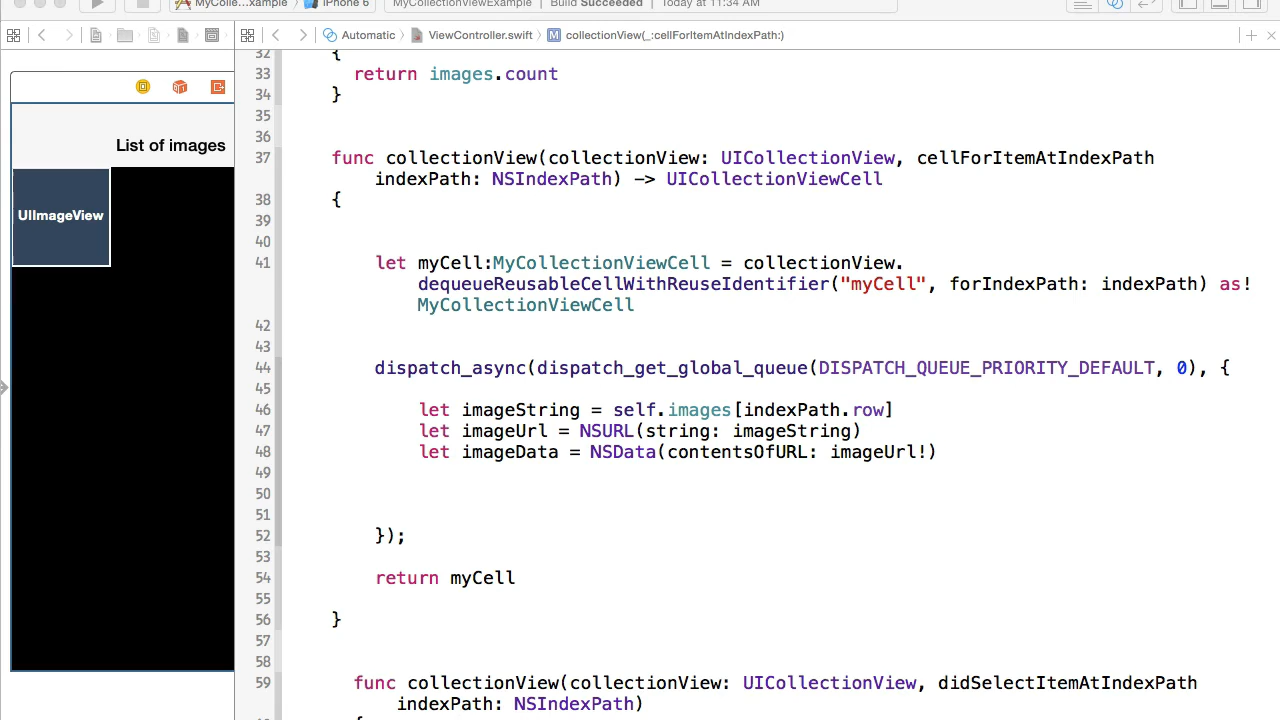 MyColle...xample
iPhone 6
MyCollectionViewExample | Build Succeeded | Today at 11:34 AM
Automatic
ViewController.swift
collectionView(_:cellForItemAtIndexPath:)
List of images
UIImageView
32 {
33 return images.count
34 }
35
36
37 func collectionView(collectionView: UICollectionView, cellForItemAtIndexPath
indexPath: NSIndexPath) -> UICollectionViewCell
38 {
39
40
41 let myCell:MyCollectionViewCell = collectionView.
dequeueReusableCellWithReuseIdentifier("myCell", forIndexPath: indexPath) as!
MyCollectionViewCell
42
43
44 dispatch_async(dispatch_get_global_queue(DISPATCH_QUEUE_PRIORITY_DEFAULT, 0), {
45
46 let imageString = self.images[indexPath.row]
47 let imageUrl = NSURL(string: imageString)
48 let imageData = NSData(contentsOfURL: imageUrl!)
49
50
51
52 });
53
54 return myCell
55
56 }
57
58
59 func collectionView(collectionView: UICollectionView, didSelectItemAtIndexPath
indexPath: NSIndexPath)
{